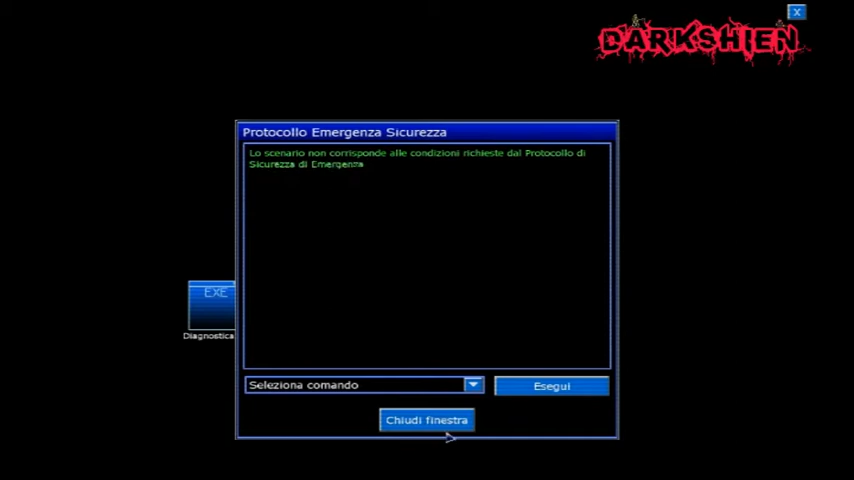 X
DARKSHIEN
Protocollo Emergenza Sicurezza
Lo scenario non corrisponde alle condizioni richieste dal Protocollo di
Sicurezza di Emergenza
EXE
Diagnostica
Seleziona comando
Esegui
Chiudi finestra